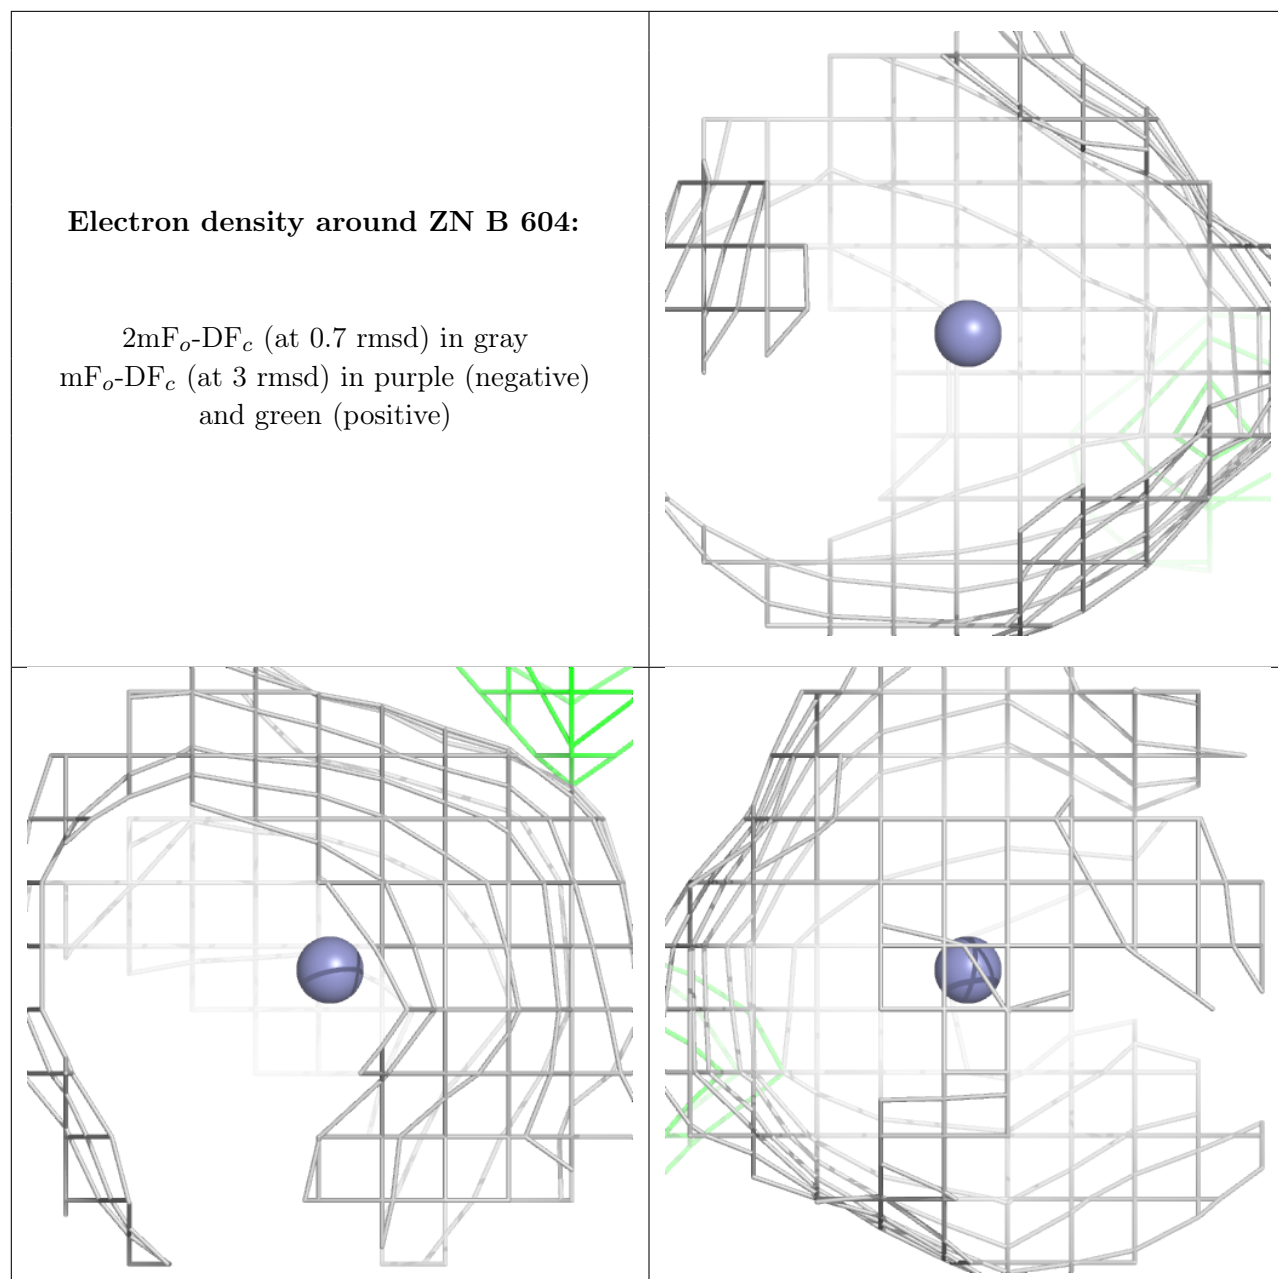 Electron density around ZN B 604:
2mFo-DFc (at 0.7 rmsd) in gray
mFo-DFc (at 3 rmsd) in purple (negative)
and green (positive)